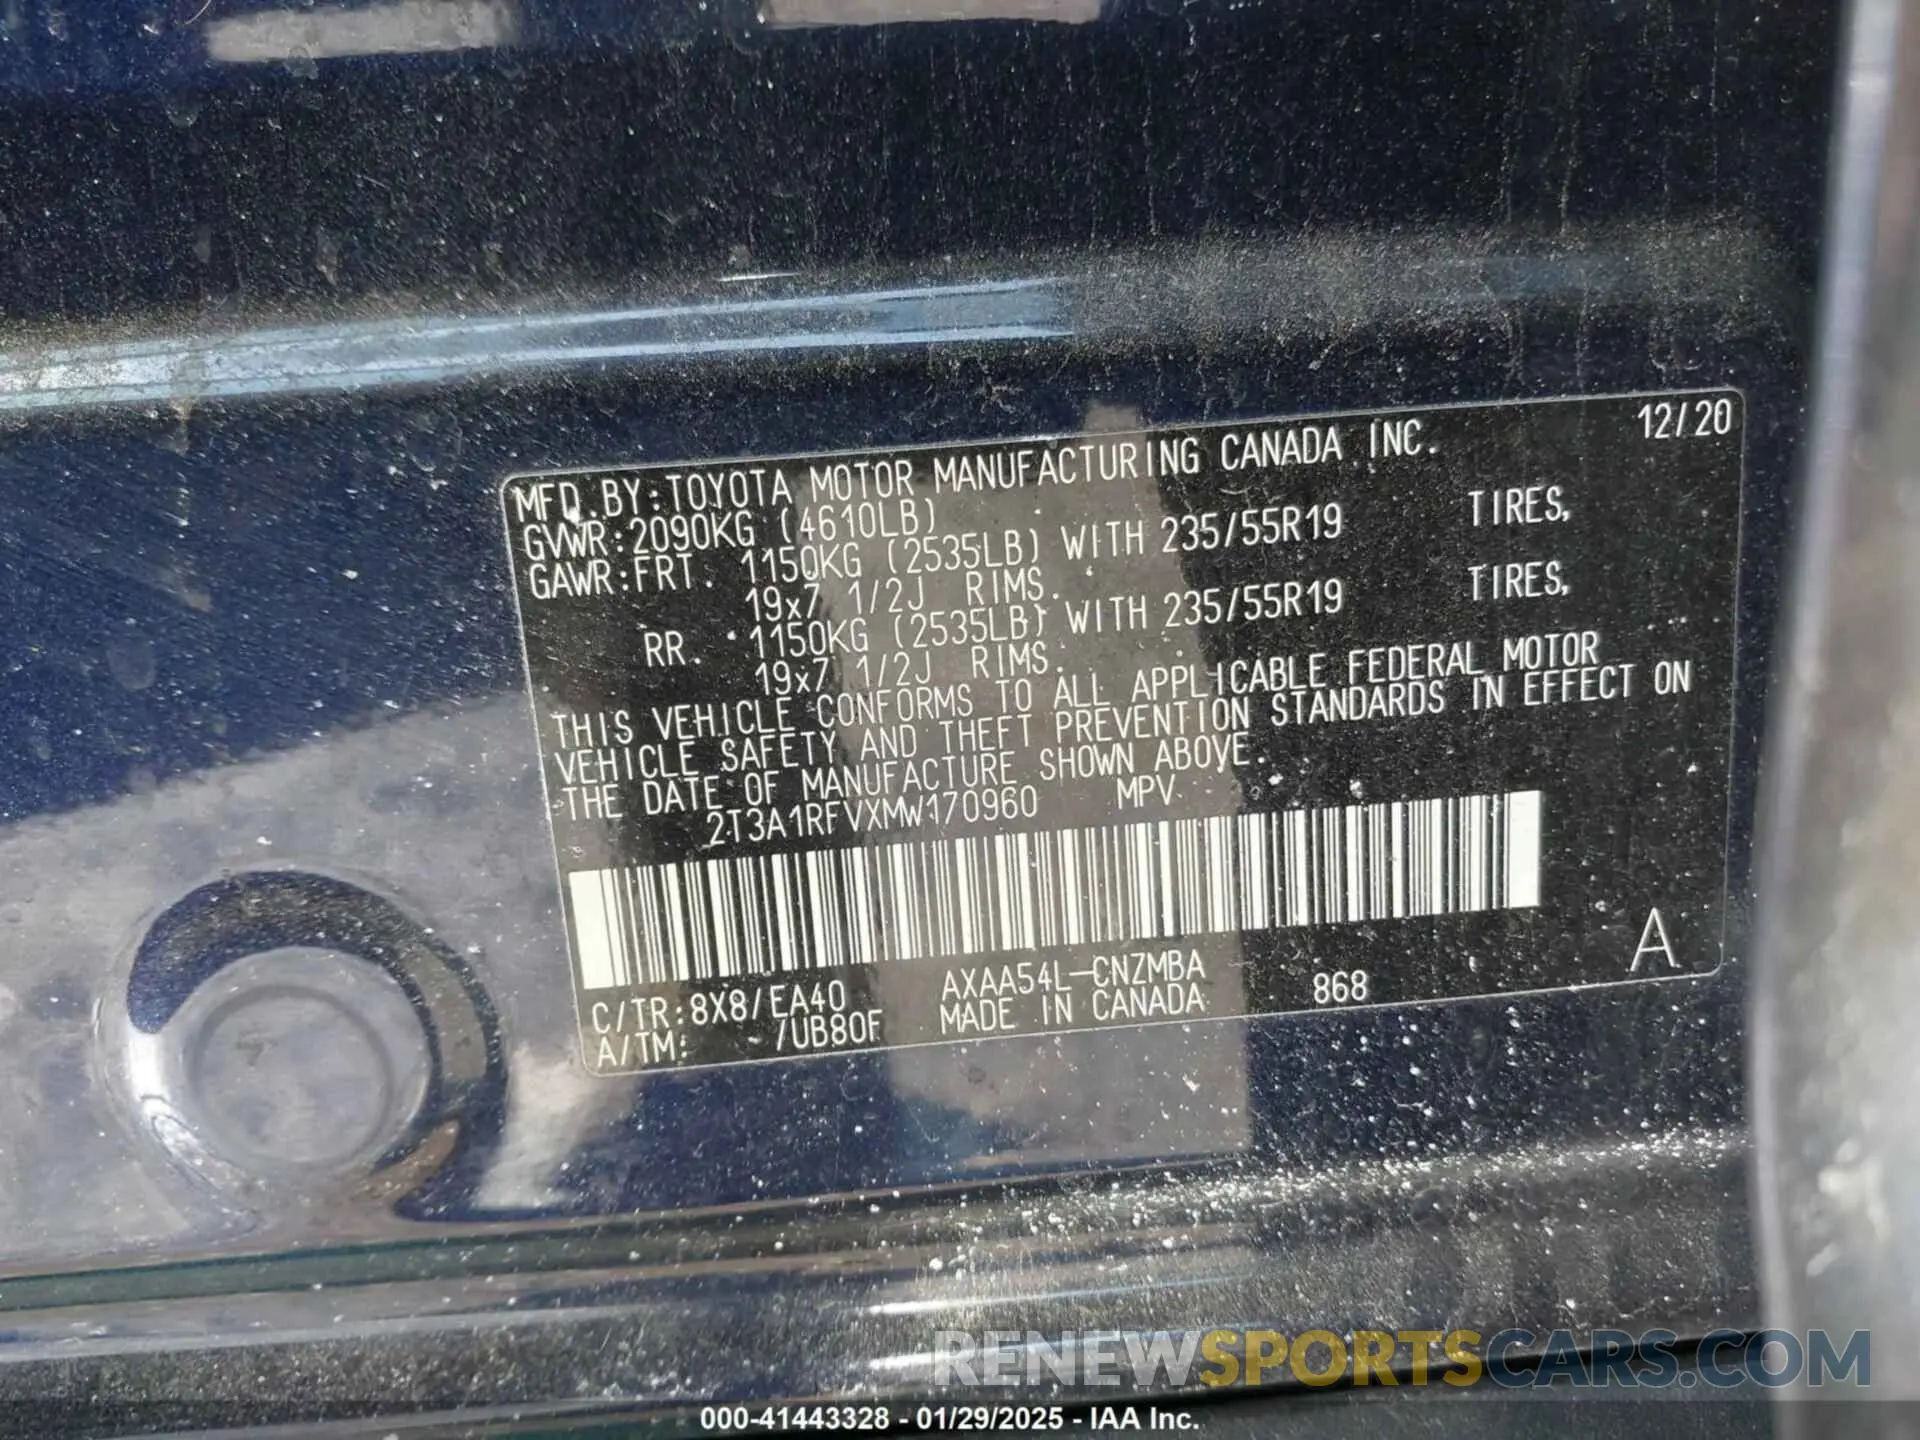 12/20
MFD.BY:TOYOTA MOTOR MANUFACTURING CANADA INC.
GVWR:2090KG (4610LB)
GAWR:FRT. 1150KG (2535LB) WITH 235/55R19 TIRES,
19x7 1/2J RIMS.
RR. 1150KG (2535LB) WITH 235/55R19 TIRES,
19x7 1/2J RIMS.
THIS VEHICLE CONFORMS TO ALL APPLICABLE FEDERAL MOTOR
VEHICLE SAFETY AND THEFT PREVENTION STANDARDS IN EFFECT ON
THE DATE OF MANUFACTURE SHOWN ABOVE.
2T3A1RFVXMW170960 MPV
C/TR:8X8/EA40 AXAA54L-CNZMBA 868 A
A/TM: -/UB80F MADE IN CANADA
RENEWSPORTSCARS.COM
000-41443328 - 01/29/2025 - IAA Inc.